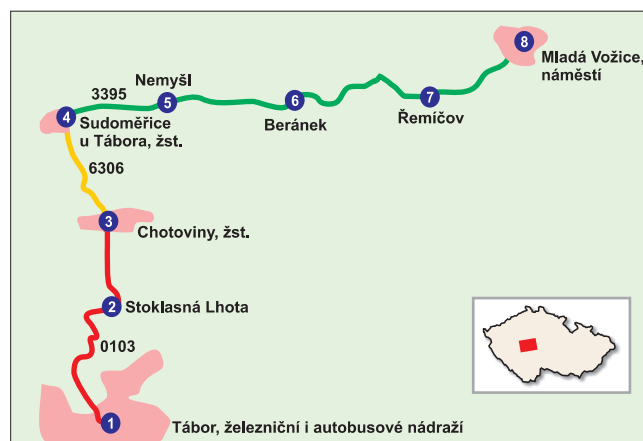 8
Mladá Vožice,
náměstí
3395
Nemyšl
5
6
7
Beránek
Řemíčov
4
Sudoměřice
u Tábora, žst.
6306
3
Chotoviny, žst.
2
Stoklasná Lhota
0103
1
Tábor, železniční i autobusové nádraží